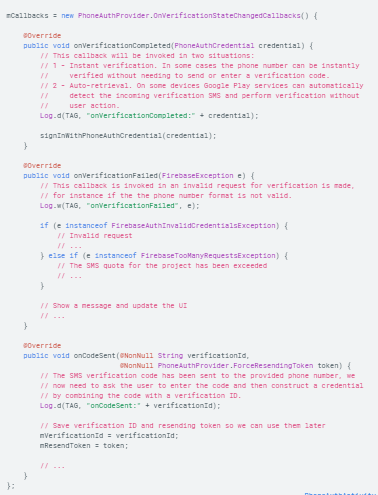 mCallbacks = new PhoneAuthProvider.OnVerificationStateChangedCallbacks() {
@Override
public void onVerificationCompleted(PhoneAuthCredential credential) {
// This callback will be invoked in two situations:
// 1 - Instant verification. In some cases the phone number can be instantly
//     verified without needing to send or enter a verification code.
// 2 - Auto-retrieval. On some devices Google Play services can automatically
//     detect the incoming verification SMS and perform verification without
//     user action.
Log.d(TAG, "onVerificationCompleted:" + credential);
signInWithPhoneAuthCredential(credential);
}
@Override
public void onVerificationFailed(FirebaseException e) {
// This callback is invoked in an invalid request for verification is made,
// for instance if the the phone number format is not valid.
Log.w(TAG, "onVerificationFailed", e);
if (e instanceof FirebaseAuthInvalidCredentialsException) {
// Invalid request
// ...
} else if (e instanceof FirebaseTooManyRequestsException) {
// The SMS quota for the project has been exceeded
// ...
}
// Show a message and update the UI
// ...
}
@Override
public void onCodeSent(@NonNull String verificationId,
@NonNull PhoneAuthProvider.ForceResendingToken token) {
// The SMS verification code has been sent to the provided phone number, we
// now need to ask the user to enter the code and then construct a credential
// by combining the code with a verification ID.
Log.d(TAG, "onCodeSent:" + verificationId);
// Save verification ID and resending token so we can use them later
mVerificationId = verificationId;
mResendToken = token;
// ...
}
};